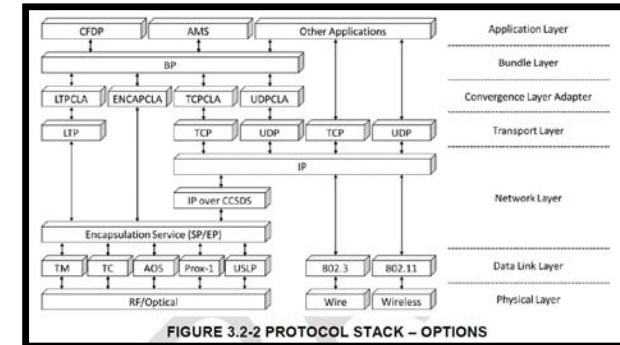 CFDP AMS Other Applications Application Layer
BP Bundle Layer
LTPCLA ENCAPCLA TCPCLA UDPCLA Convergence Layer Adapter
LTP TCP UDP TCP UDP Transport Layer
IP
IP over CCSDS Network Layer
Encapsulation Service (SP/EP)
TM TC AOS Prox-1 USLP 802.3 802.11 Data Link Layer
RF/Optical Wire Wireless Physical Layer
FIGURE 3.2-2 PROTOCOL STACK – OPTIONS